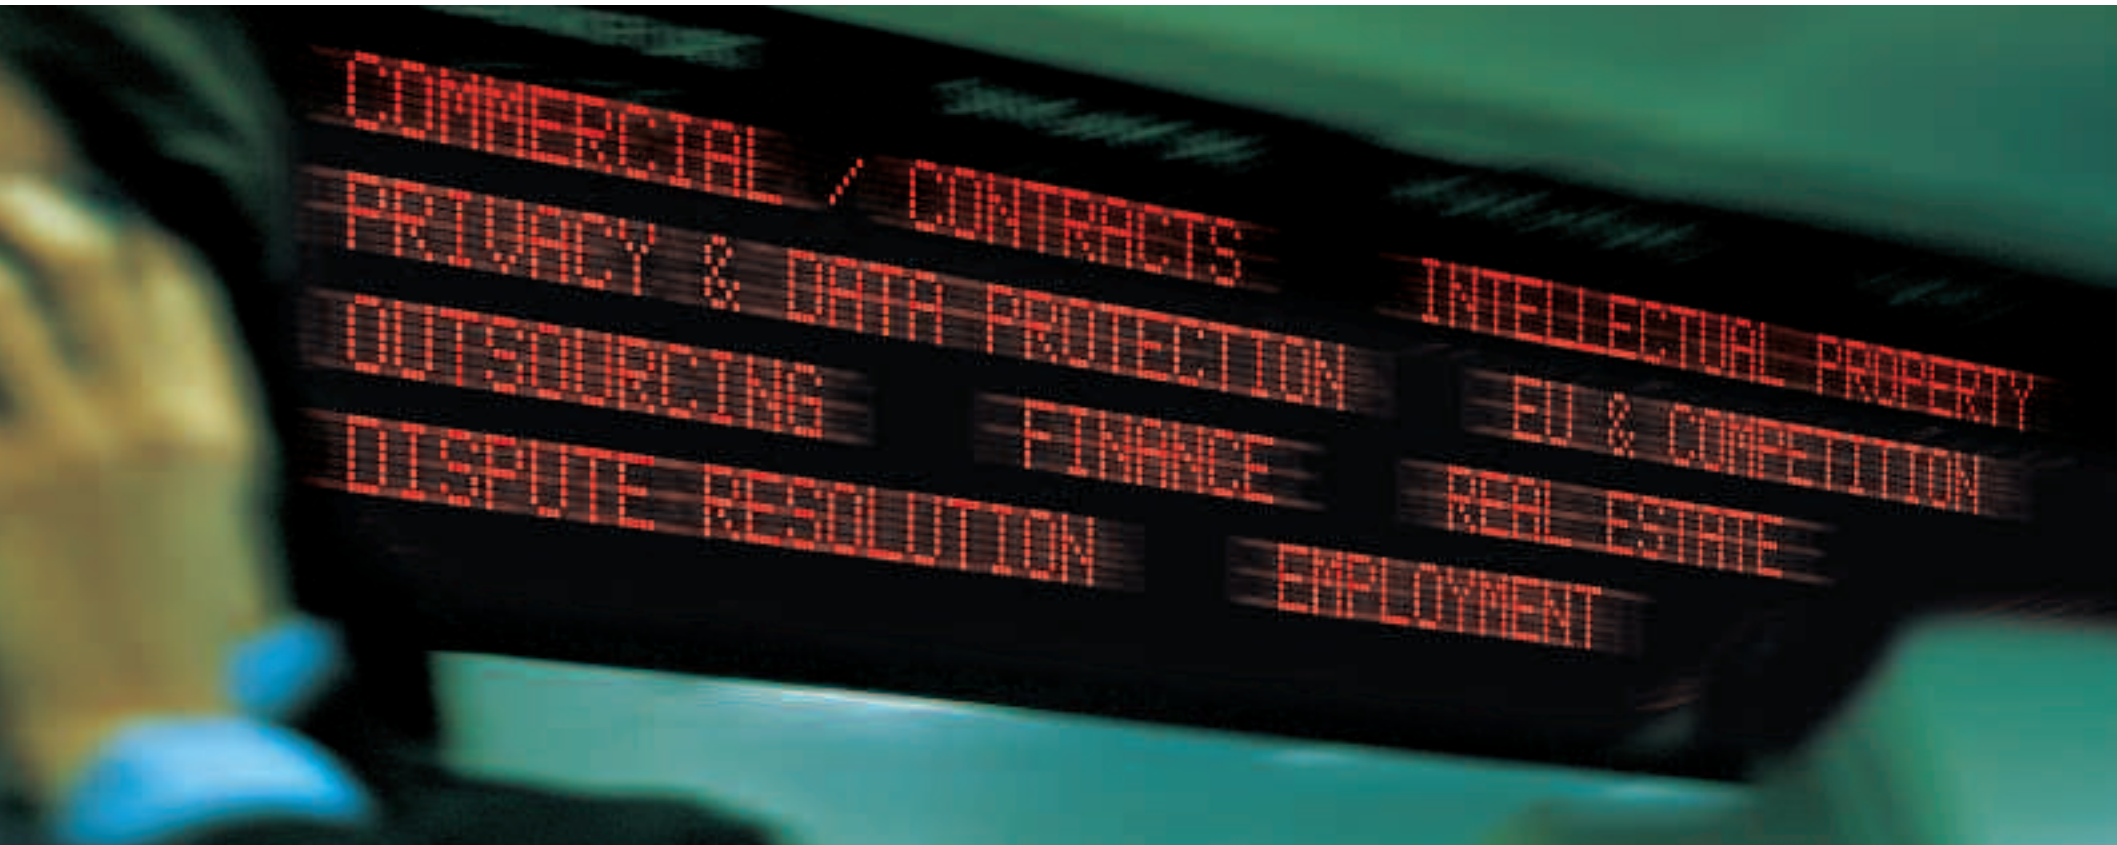 COMMERCIAL / CONTRACTS INTELLECTUAL PROPERTY
PRIVACY & DATA PROTECTION EU & COMPETITION
OUTSOURCING FINANCE REAL ESTATE
DISPUTE RESOLUTION EMPLOYMENT